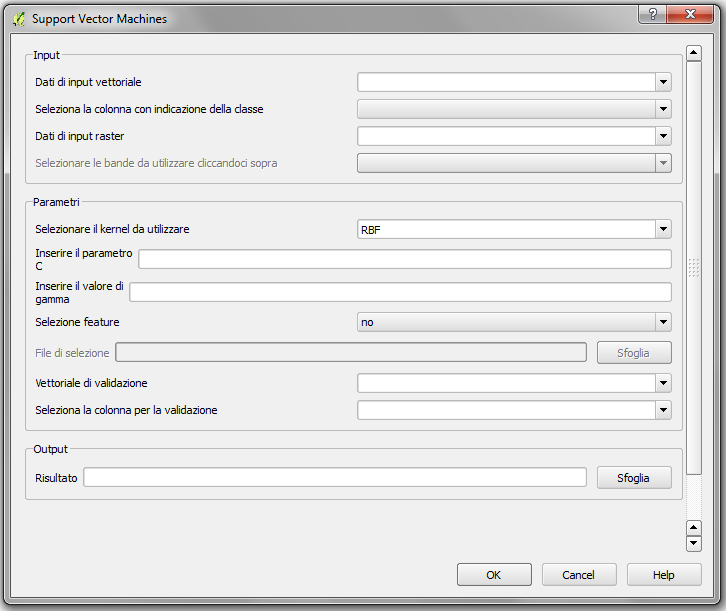 Support Vector Machines
Input
Dati di input vettoriale
Seleziona la colonna con indicazione della classe
Dati di input raster
Selezionare le bande da utilizzare cliccandoci sopra
Parametri
Selezionare il kernel da utilizzare
RBF
Inserire il parametro
C
Inserire il valore di
gamma
Selezione feature
no
File di selezione
Sfoglia
Vettoriale di validazione
Seleziona la colonna per la validazione
Output
Risultato
Sfoglia
OK
Cancel
Help